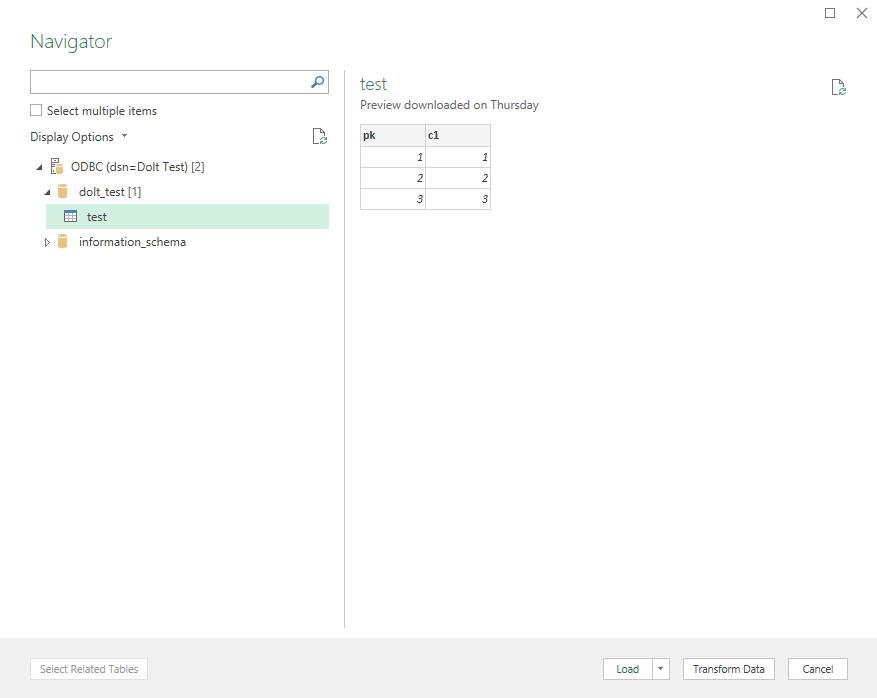 Navigator
Select multiple items
Display Options
ODBC (dsn=Dolt Test) [2]
dolt_test [1]
test
information_schema
test
Preview downloaded on Thursday
pk c1
1 1
2 2
3 3
Select Related Tables
Load
Transform Data
Cancel